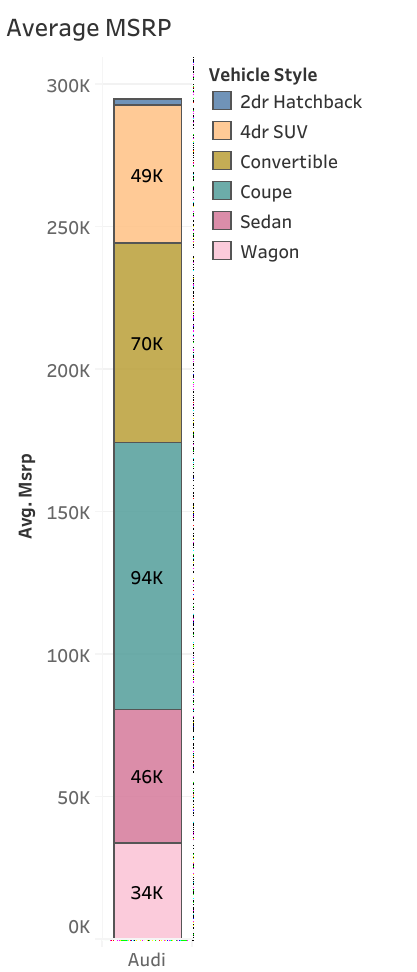 Average MSRP
Vehicle Style
2dr Hatchback
4dr SUV
Convertible
Coupe
Sedan
Wagon
Avg. Msrp
300K
250K
200K
150K
100K
50K
0K
49K
70K
94K
46K
34K
Audi